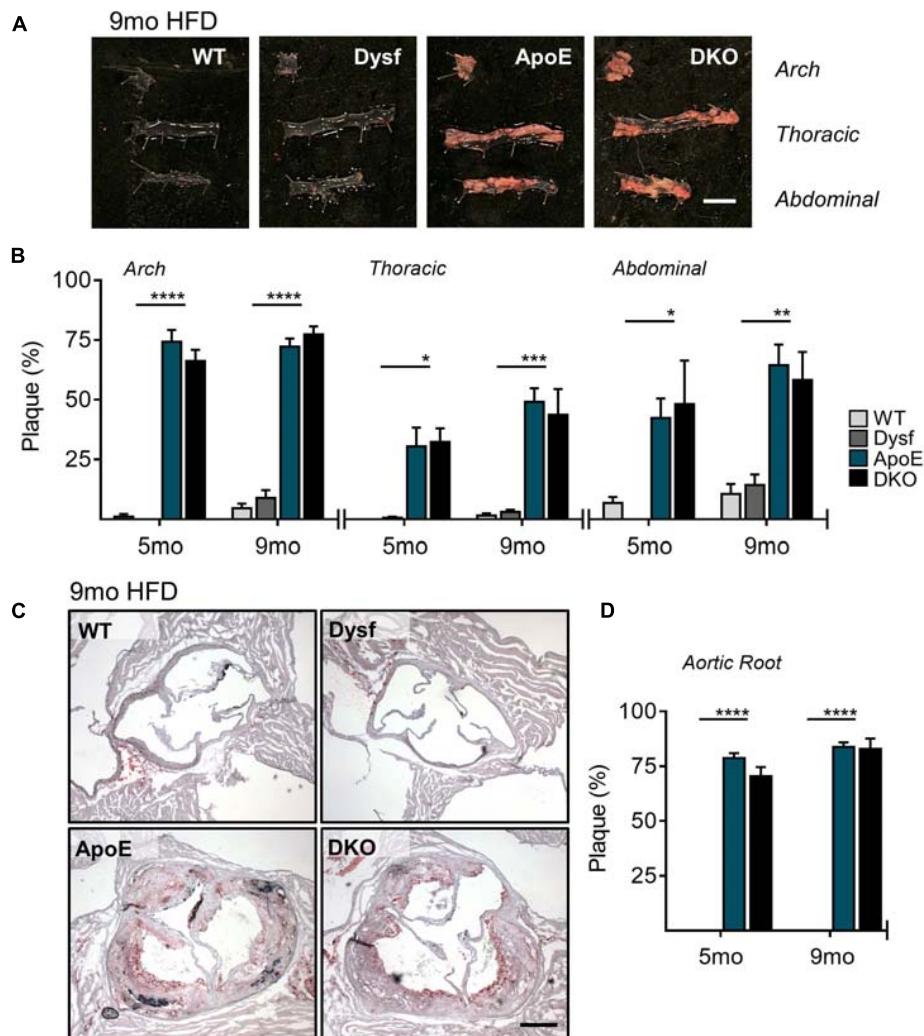 9mo HFD
A
WT Dysf ApoE DKO
Arch
Thoracic
Abdominal
B
Arch Thoracic Abdominal
100
75
50
25
Plaque (%)
**** **** * *** * **
5mo 9mo 5mo 9mo 5mo 9mo
WT
Dysf
ApoE
DKO
9mo HFD
C
WT Dysf
ApoE DKO
D
Aortic Root
100
75
50
25
Plaque (%)
**** ****
5mo 9mo